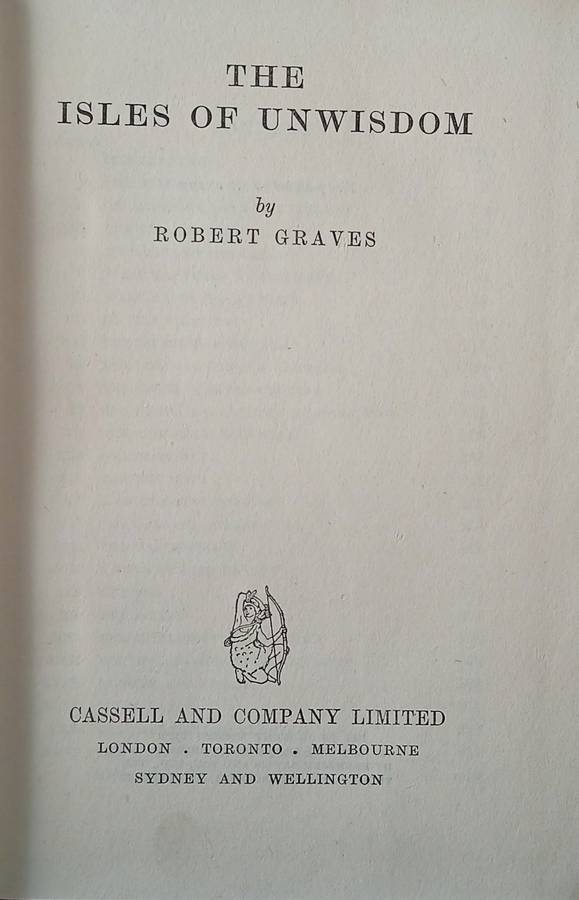 THE
ISLES OF UNWISDOM
by
ROBERT GRAVES
CASSELL AND COMPANY LIMITED
LONDON . TORONTO . MELBOURNE
SYDNEY AND WELLINGTON